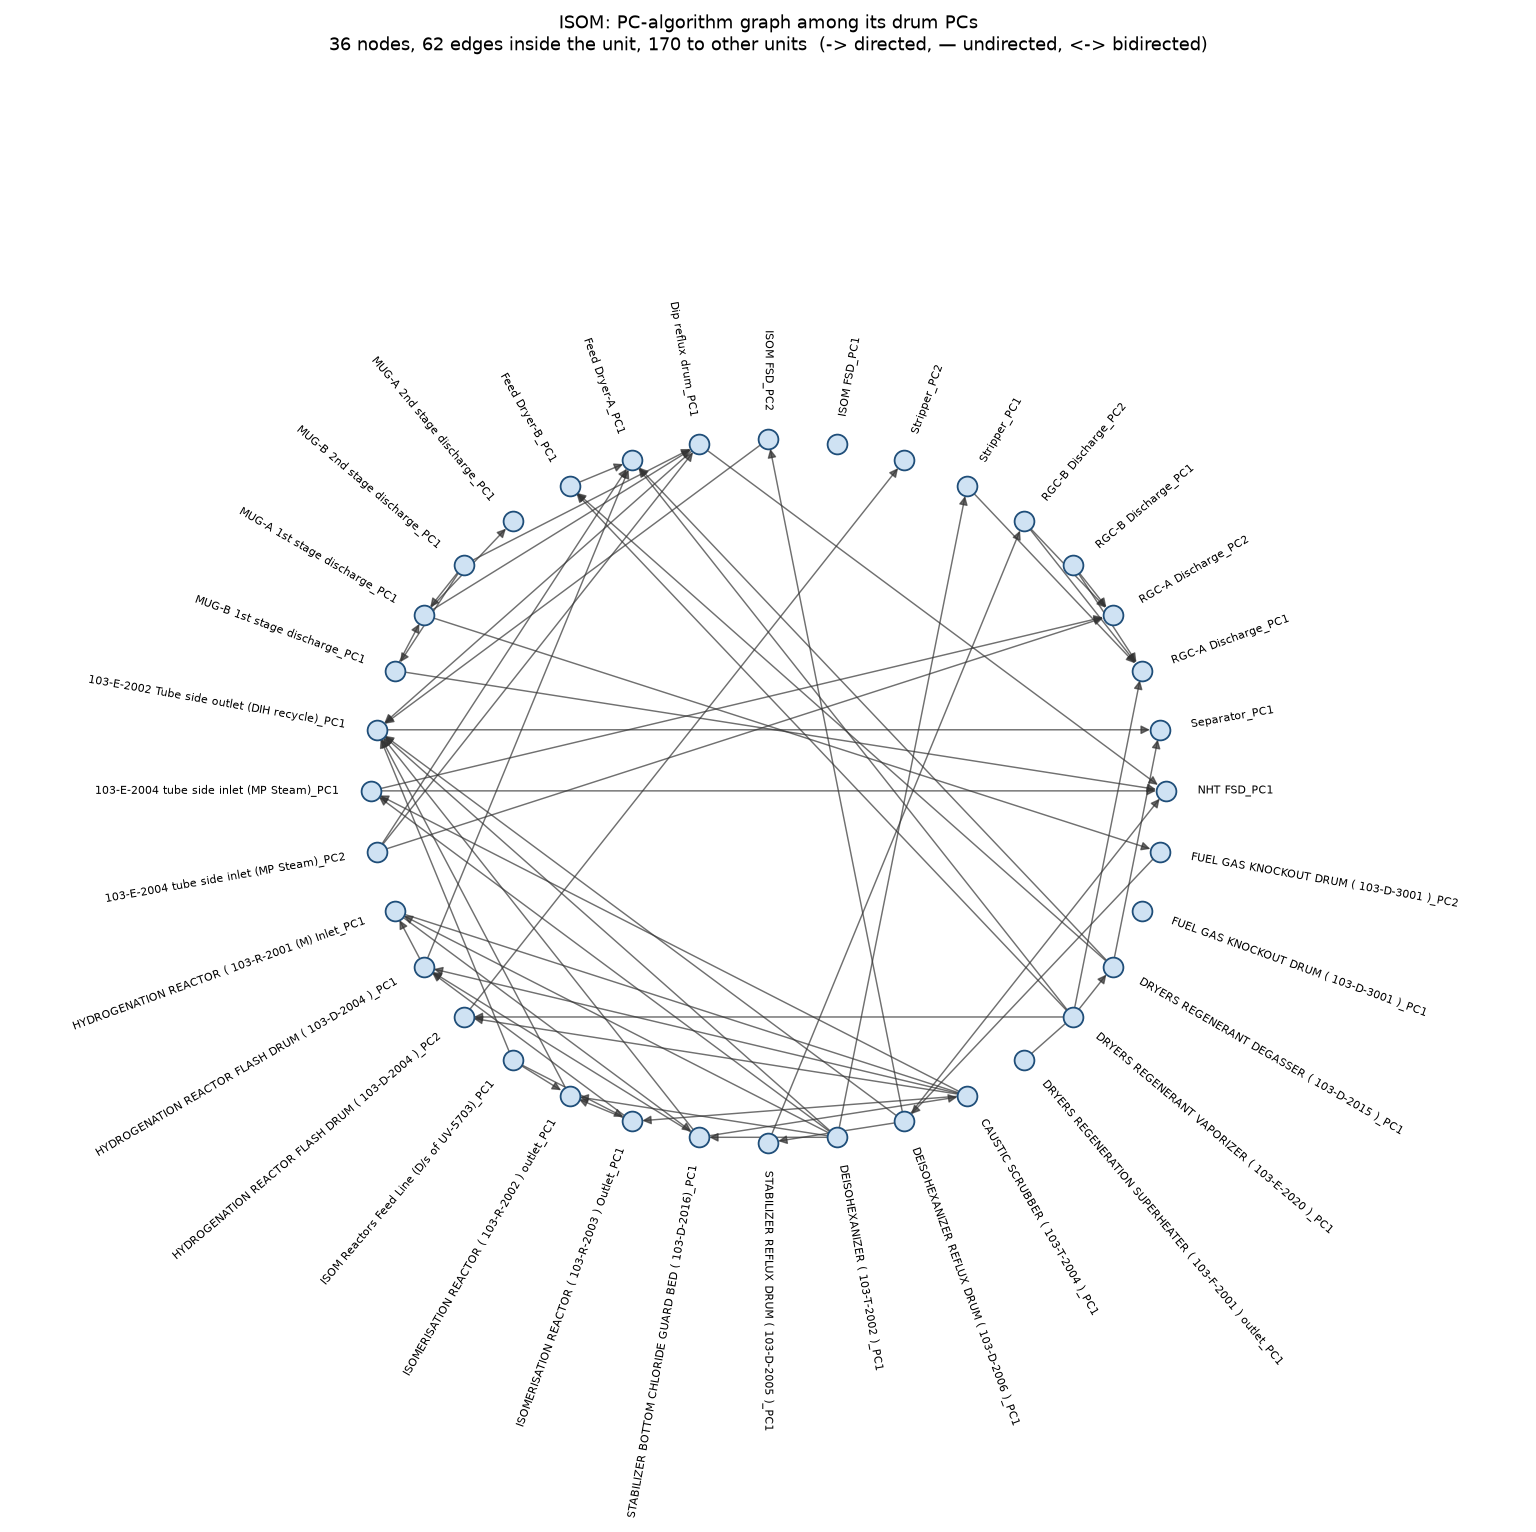 ISOM: PC-algorithm graph among its drum PCs
36 nodes, 62 edges inside the unit, 170 to other units  (-> directed, — undirected, <-> bidirected)
Dip reflux drum_PC1
ISOM FSD_PC2
ISOM FSD_PC1
Stripper_PC2
Stripper_PC1
RGC-B Discharge_PC2
RGC-B Discharge_PC1
RGC-A Discharge_PC2
RGC-A Discharge_PC1
Separator_PC1
NHT FSD_PC1
FUEL GAS KNOCKOUT DRUM ( 103-D-3001 )_PC2
FUEL GAS KNOCKOUT DRUM ( 103-D-3001 )_PC1
DRYERS REGENERANT DEGASSER ( 103-D-2015 )_PC1
DRYERS REGENERANT VAPORIZER ( 103-E-2020 )_PC1
DRYERS REGENERATION SUPERHEATER ( 103-F-2001 ) outlet_PC1
CAUSTIC SCRUBBER ( 103-T-2004 )_PC1
DEISOHEXANIZER REFLUX DRUM ( 103-D-2006 )_PC1
DEISOHEXANIZER ( 103-T-2002 )_PC1
STABILIZER REFLUX DRUM ( 103-D-2005 )_PC1
STABILIZER BOTTOM CHLORIDE GUARD BED ( 103-D-2016)_PC1
ISOMERISATION REACTOR ( 103-R-2003 ) Outlet_PC1
ISOMERISATION REACTOR ( 103-R-2002 ) outlet_PC1
ISOM Reactors Feed Line (D/s of UV-5703)_PC1
HYDROGENATION REACTOR FLASH DRUM ( 103-D-2004 )_PC2
HYDROGENATION REACTOR FLASH DRUM ( 103-D-2004 )_PC1
HYDROGENATION REACTOR ( 103-R-2001 (M) Inlet_PC1
103-E-2004 tube side inlet (MP Steam)_PC2
103-E-2004 tube side inlet (MP Steam)_PC1
103-E-2002 Tube side outlet (DIH recycle)_PC1
MUG-B 1st stage discharge_PC1
MUG-A 1st stage discharge_PC1
MUG-B 2nd stage discharge_PC1
MUG-A 2nd stage discharge_PC1
Feed Dryer-B_PC1
Feed Dryer-A_PC1